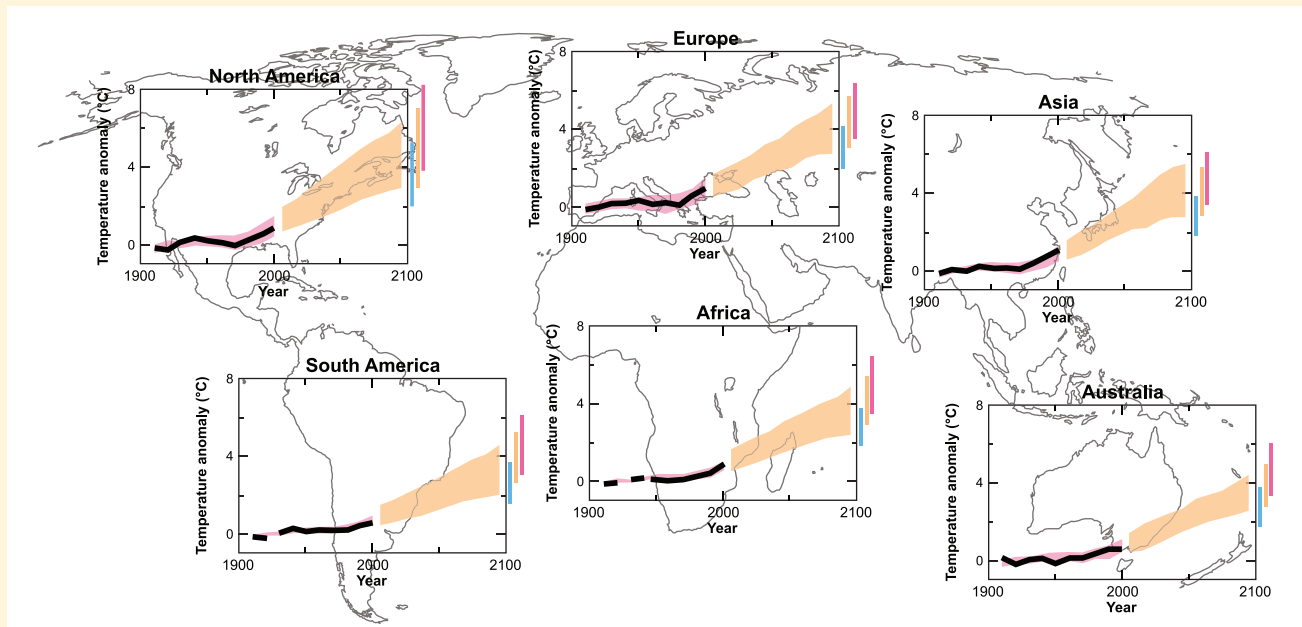 North America
Temperature anomaly (°C)
8
4
0
1900
2000
2100
Year
Europe
Temperature anomaly (°C)
8
4
0
1900
2000
2100
Year
Asia
Temperature anomaly (°C)
8
4
0
1900
2000
2100
Year
South America
Temperature anomaly (°C)
8
4
0
1900
2000
2100
Year
Africa
Temperature anomaly (°C)
8
4
0
1900
2000
2100
Year
Australia
Temperature anomaly (°C)
8
4
0
1900
2000
2100
Year